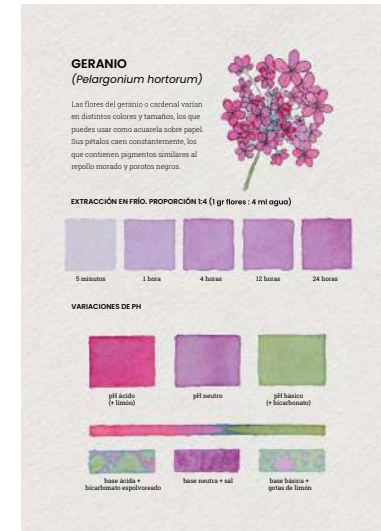 GERANIO
(Pelargonium hortorum)
Las flores del geranio o cardenal varían
en distintos colores y tamaños, los que
puedes usar como acuarela sobre papel.
Sus pétalos caen constantemente, los
que contienen pigmentos similares al
repollo morado y porotos negros.
EXTRACCIÓN EN FRÍO. PROPORCIÓN 1:4 (1 gr flores : 4 ml agua)
5 minutos
1 hora
4 horas
12 horas
24 horas
VARIACIONES DE PH
pH ácido
(+ limón)
pH neutro
pH básico
(+ bicarbonato)
base ácida +
bicarbonato espolvoreado
base neutra + sal
base básica +
gotas de limón